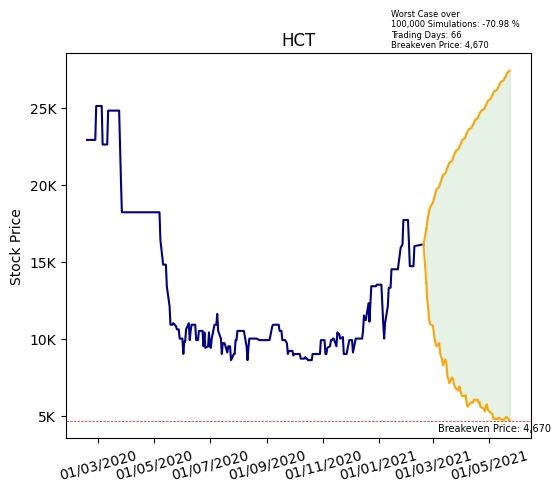 Worst Case over
100,000 Simulations: -70.98 %
Trading Days: 66
Breakeven Price: 4,670
HCT
Stock Price
25K
20K
15K
10K
5K
Breakeven Price: 4,670
01/03/2020
01/05/2020
01/07/2020
01/09/2020
01/11/2020
01/01/2021
01/03/2021
01/05/2021